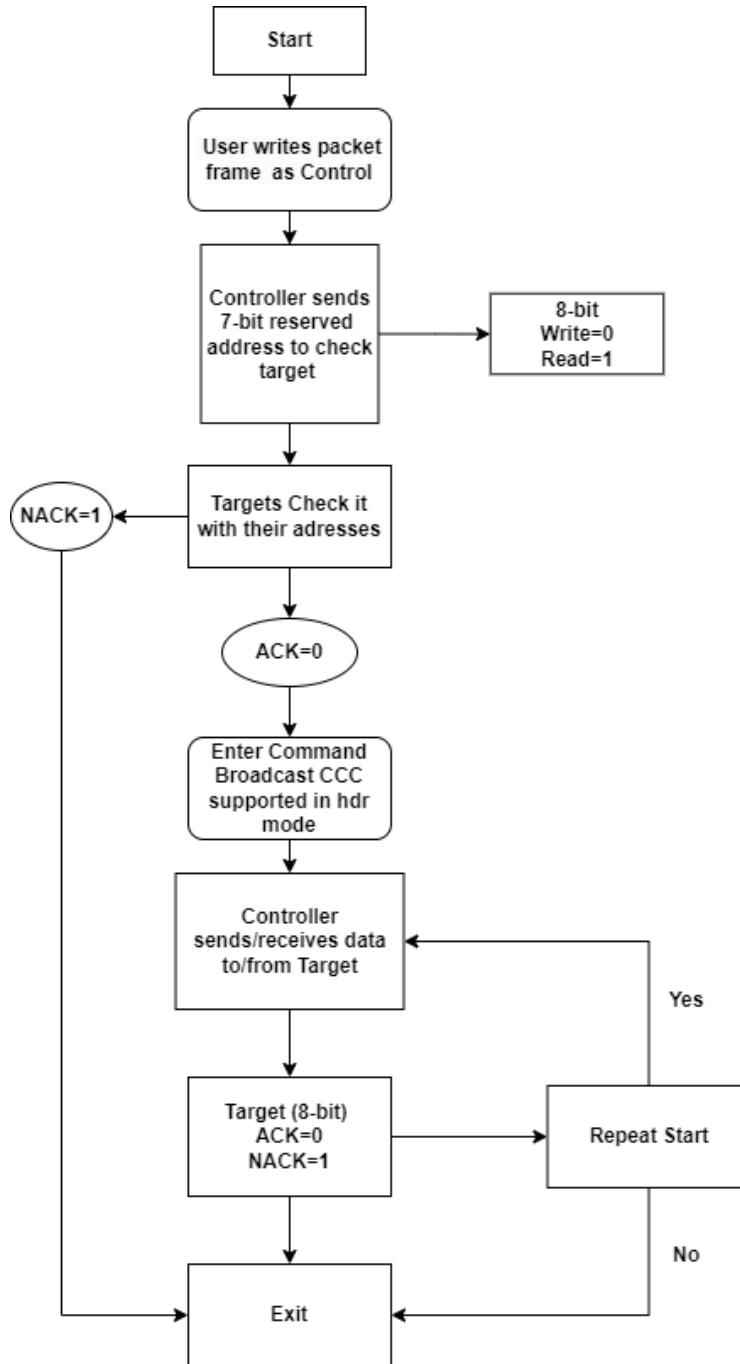 Start
User writes packet
frame as Control
Controller sends
7-bit reserved
address to check
target
8-bit
Write=0
Read=1
NACK=1
Targets Check it
with their adresses
ACK=0
Enter Command
Broadcast CCC
supported in hdr
mode
Controller
sends/receives data
to/from Target
Yes
Target (8-bit)
ACK=0
NACK=1
Repeat Start
No
Exit